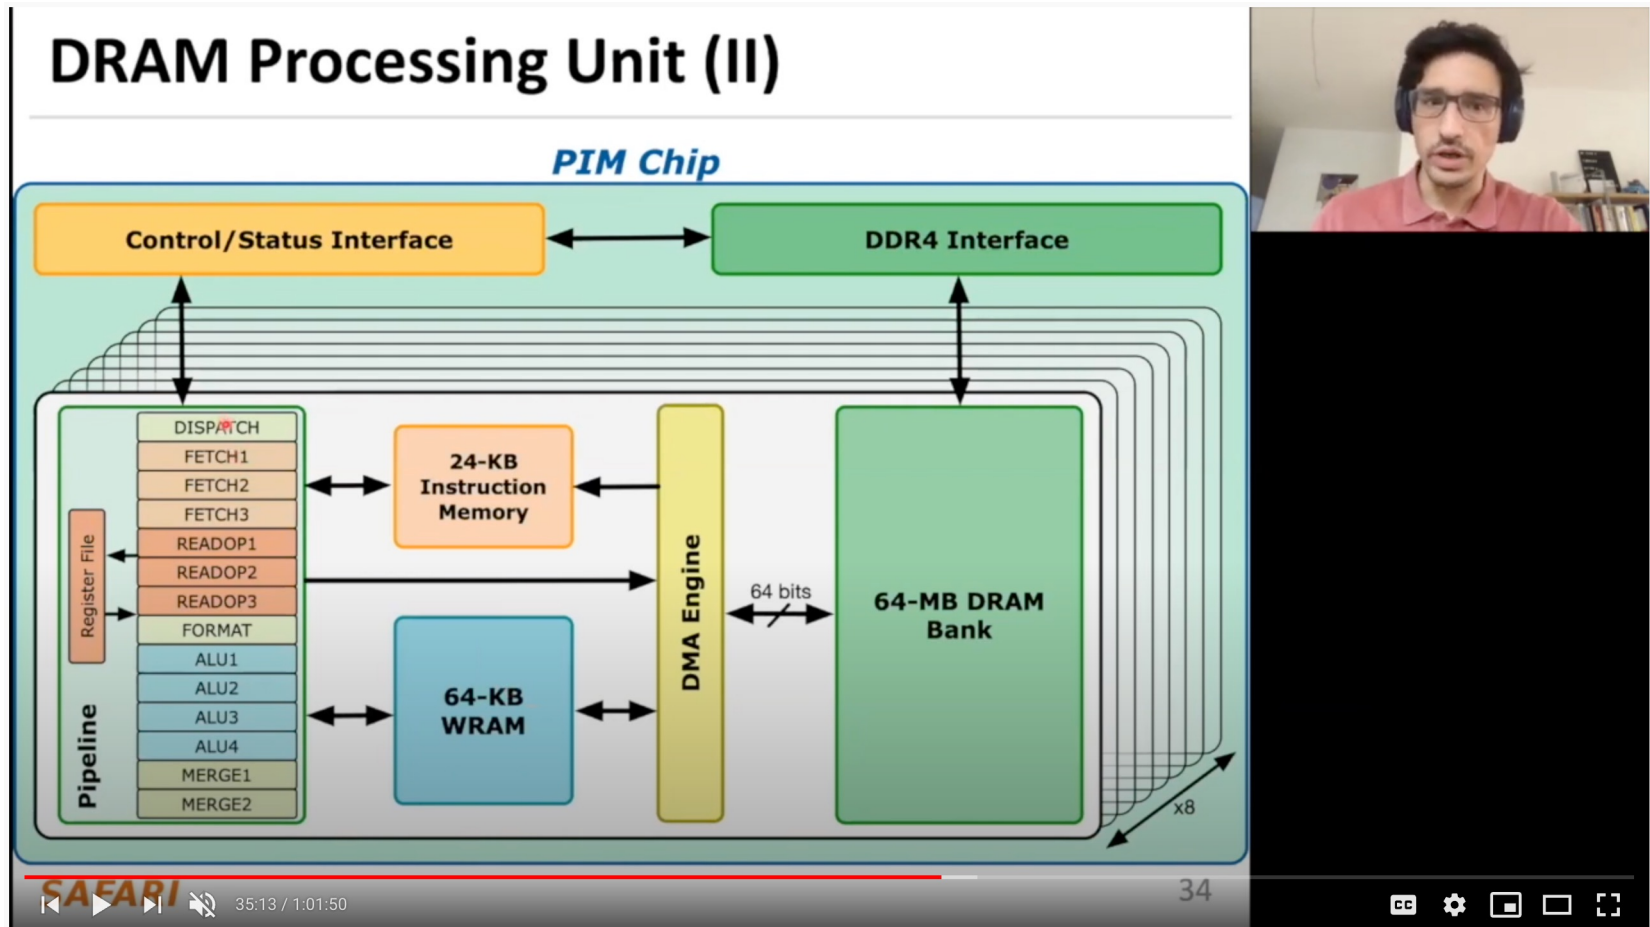 DRAM Processing Unit (II)
PIM Chip
Control/Status Interface
DDR4 Interface
DISPATCH
FETCH1
FETCH2
FETCH3
READOP1
READOP2
READOP3
FORMAT
ALU1
ALU2
ALU3
ALU4
MERGE1
MERGE2
Register File
Pipeline
24-KB
Instruction
Memory
64-KB
WRAM
DMA Engine
64 bits
64-MB DRAM
Bank
x8
SAFARI
34
35:13 / 1:01:50
CC